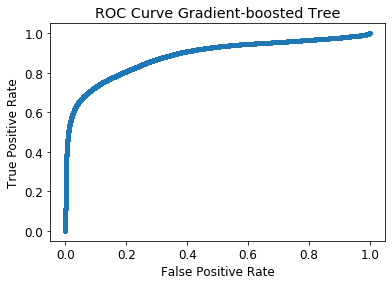 ROC Curve Gradient-boosted Tree
1.0
0.8
0.6
0.4
0.2
0.0
True Positive Rate
0.0 0.2 0.4 0.6 0.8 1.0
False Positive Rate